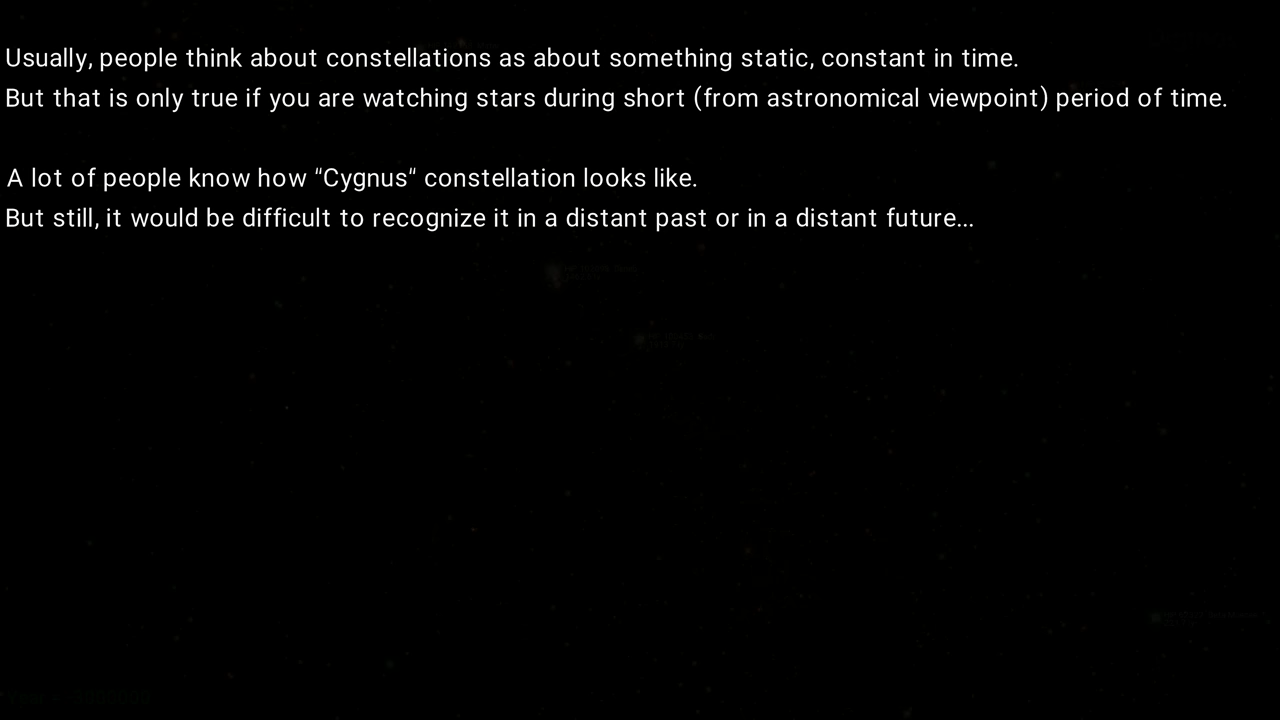 Usually, people think about constellations as about something static, constant in time.
But that is only true if you are watching stars during short (from astronomical viewpoint) period of time.
A lot of people know how “Cygnus“ constellation looks like.
But still, it would be difficult to recognize it in a distant past or in a distant future...